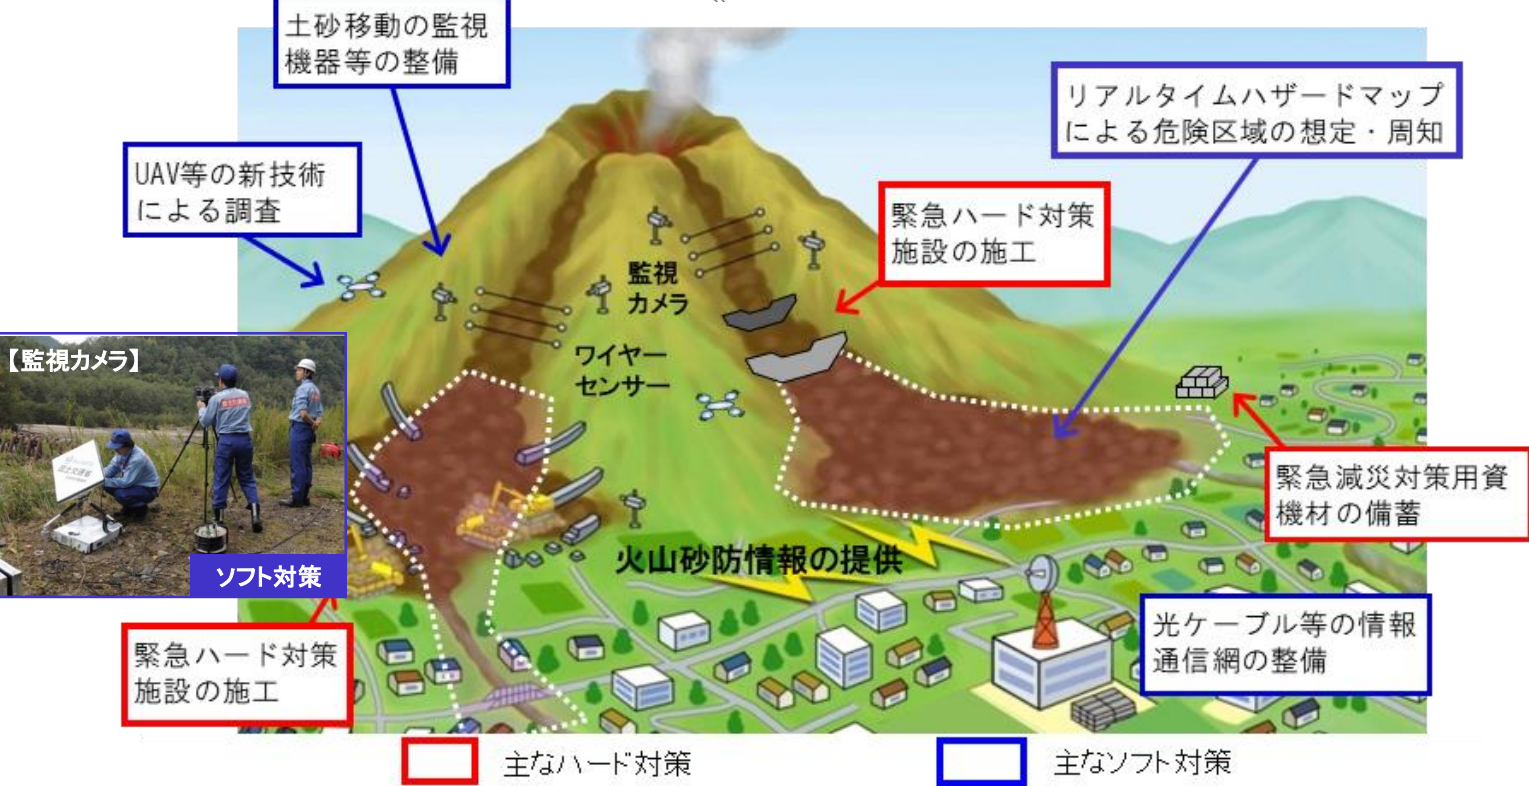 土砂移動の監視
機器等の整備
UAV等の新技術
による調査
リアルタイムハザードマップ
による危険区域の想定・周知
緊急ハード対策
施設の施工
監視
カメラ
ワイヤー
センサー
【監視カメラ】
ソフト対策
緊急減災対策用資
機材の備蓄
火山砂防情報の提供
光ケーブル等の情報
通信網の整備
緊急ハード対策
施設の施工
主なハード対策
主なソフト対策